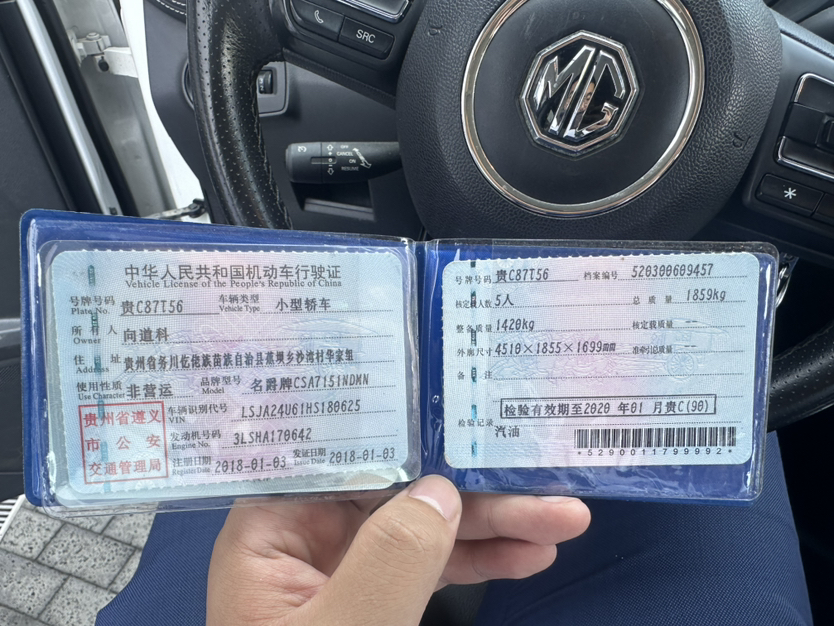 SRC
OFF
CANCEL
ON
RESUME
MG
*
中华人民共和国机动车行驶证
Vehicle License of the People's Republic of China
号牌号码 贵C87T56 车辆类型 小型轿车
Plate No. Vehicle Type
所有人 向道科
Owner
住址 贵州省务川仡佬族苗族自治县蕉坝乡沙湾村华家组
Address
使用性质 非营运 品牌型号 名爵牌CSA7151NDMN
Use Character Model
贵州省遵义
市公安
交通管理局
车辆识别代号 LSJA24U61HS180625
VIN
发动机号码 3LSHA170642
Engine No.
注册日期 2018-01-03 发证日期 2018-01-03
Register Date Issue Date
号牌号码 贵C87T56 档案编号 520300609457
核定载人数 5人 总质量 1859kg
整备质量 1420kg 核定载质量 --
外廓尺寸 4510×1855×1699mm 准牵引总质量 --
备注
检验有效期至2020 年01 月贵C(90)
检验记录
汽油
*5290011799992*